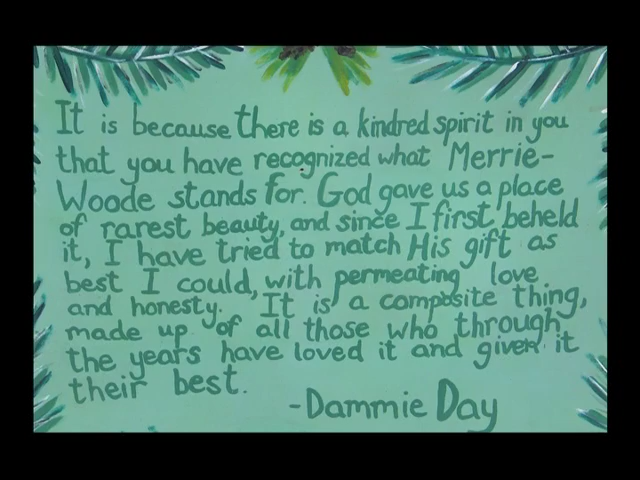 It is because there is a kindred spirit in you
that you have recognized what Merrie-
Woode stands for. God gave us a place
of rarest beauty, and since I first beheld
it, I have tried to match His gift as
best I could, with permeating love
and honesty. It is a composite thing,
made up of all those who through
the years have loved it and given it
their best.
-Dammie Day